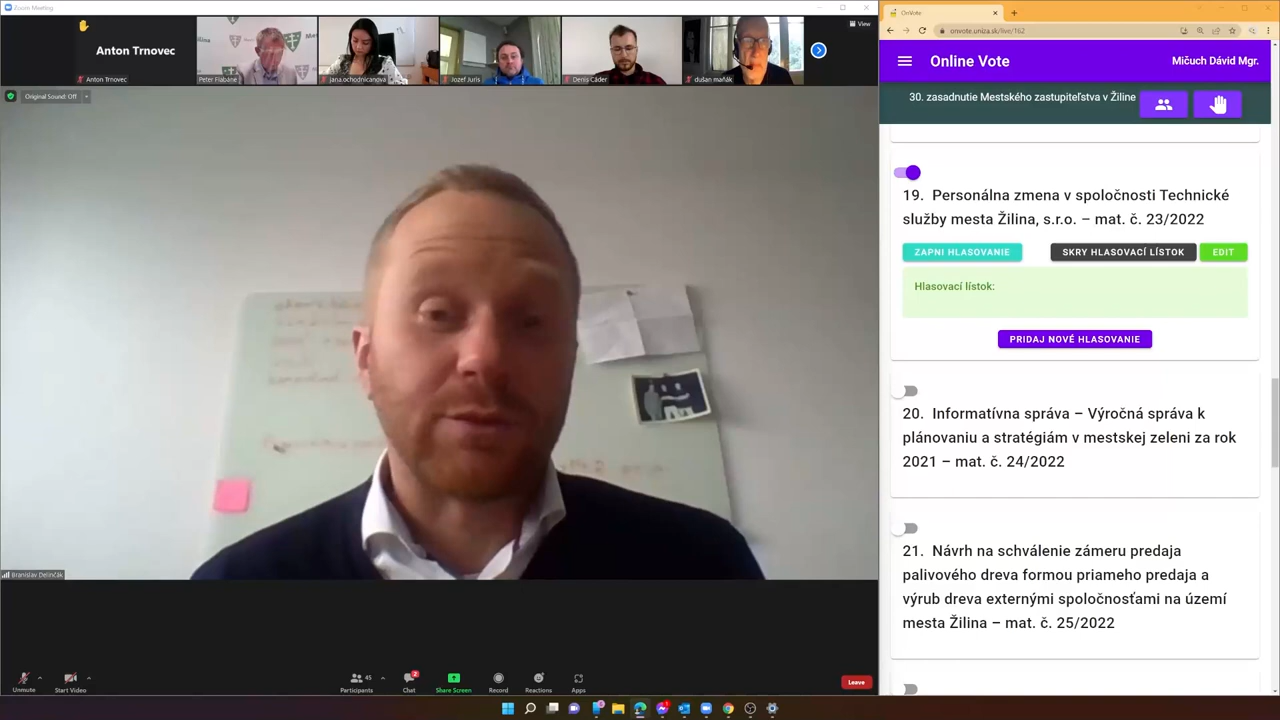 Zoom Meeting
View
Anton Trnovec
Anton Trnovec
Peter Fiabáne
jana.ochodnicanova
Jozef Juriš
Denis Cáder
dušan maňák
Original Sound: Off
Branislav Delinčák
Unmute
Start Video
45
Participants
2
Chat
Share Screen
Record
Reactions
Apps
Leave
OnVote
onvote.uniza.sk/live/162
Online Vote
Mičuch Dávid Mgr.
30. zasadnutie Mestského zastupiteľstva v Žiline
19. Personálna zmena v spoločnosti Technické
služby mesta Žilina, s.r.o. – mat. č. 23/2022
ZAPNI HLASOVANIE
SKRY HLASOVACÍ LÍSTOK
EDIT
Hlasovací lístok:
PRIDAJ NOVÉ HLASOVANIE
20. Informatívna správa – Výročná správa k
plánovaniu a stratégiám v mestskej zeleni za rok
2021 – mat. č. 24/2022
21. Návrh na schválenie zámeru predaja
palivového dreva formou priameho predaja a
výrub dreva externými spoločnosťami na území
mesta Žilina – mat. č. 25/2022